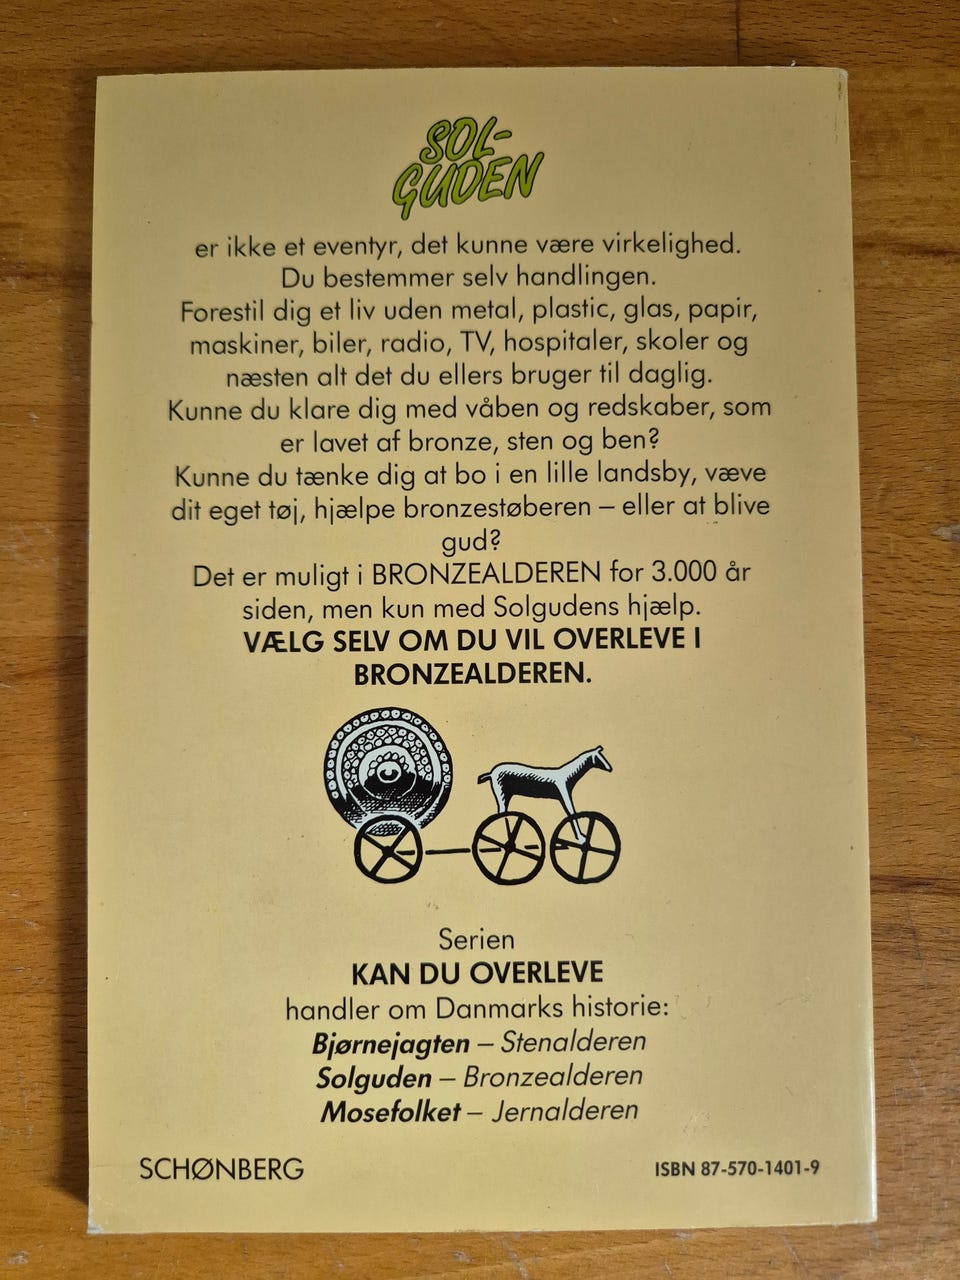 SOL-
GUDEN
er ikke et eventyr, det kunne være virkelighed.
Du bestemmer selv handlingen.
Forestil dig et liv uden metal, plastic, glas, papir,
maskiner, biler, radio, TV, hospitaler, skoler og
næsten alt det du ellers bruger til daglig.
Kunne du klare dig med våben og redskaber, som
er lavet af bronze, sten og ben?
Kunne du tænke dig at bo i en lille landsby, væve
dit eget tøj, hjælpe bronzestøberen – eller at blive
gud?
Det er muligt i BRONZEALDEREN for 3.000 år
siden, men kun med Solgudens hjælp.
VÆLG SELV OM DU VIL OVERLEVE I
BRONZEALDEREN.
Serien
KAN DU OVERLEVE
handler om Danmarks historie:
Bjørnejagten – Stenalderen
Solguden – Bronzealderen
Mosefolket – Jernalderen
SCHØNBERG
ISBN 87-570-1401-9